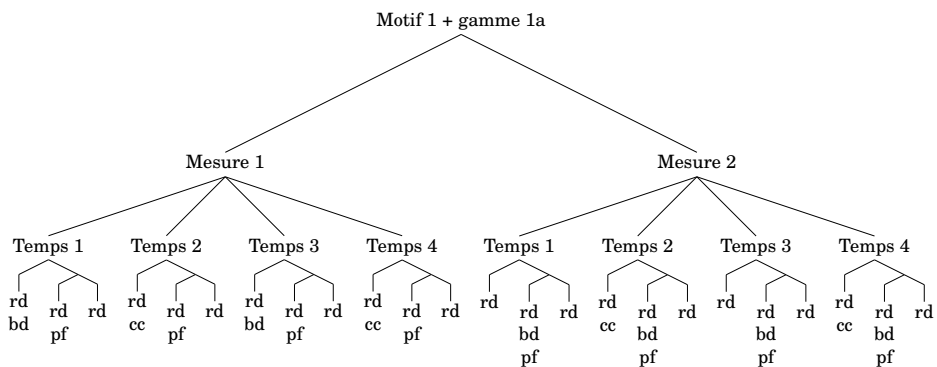 Motif 1 + gamme 1a
Mesure 1 Mesure 2
Temps 1 Temps 2 Temps 3 Temps 4 Temps 1 Temps 2 Temps 3 Temps 4
rd rd rd rd rd rd rd rd rd rd rd rd rd rd rd rd rd rd rd rd rd rd rd rd
bd pf cc pf bd pf cc pf bd cc bd bd cc bd
pf pf pf pf